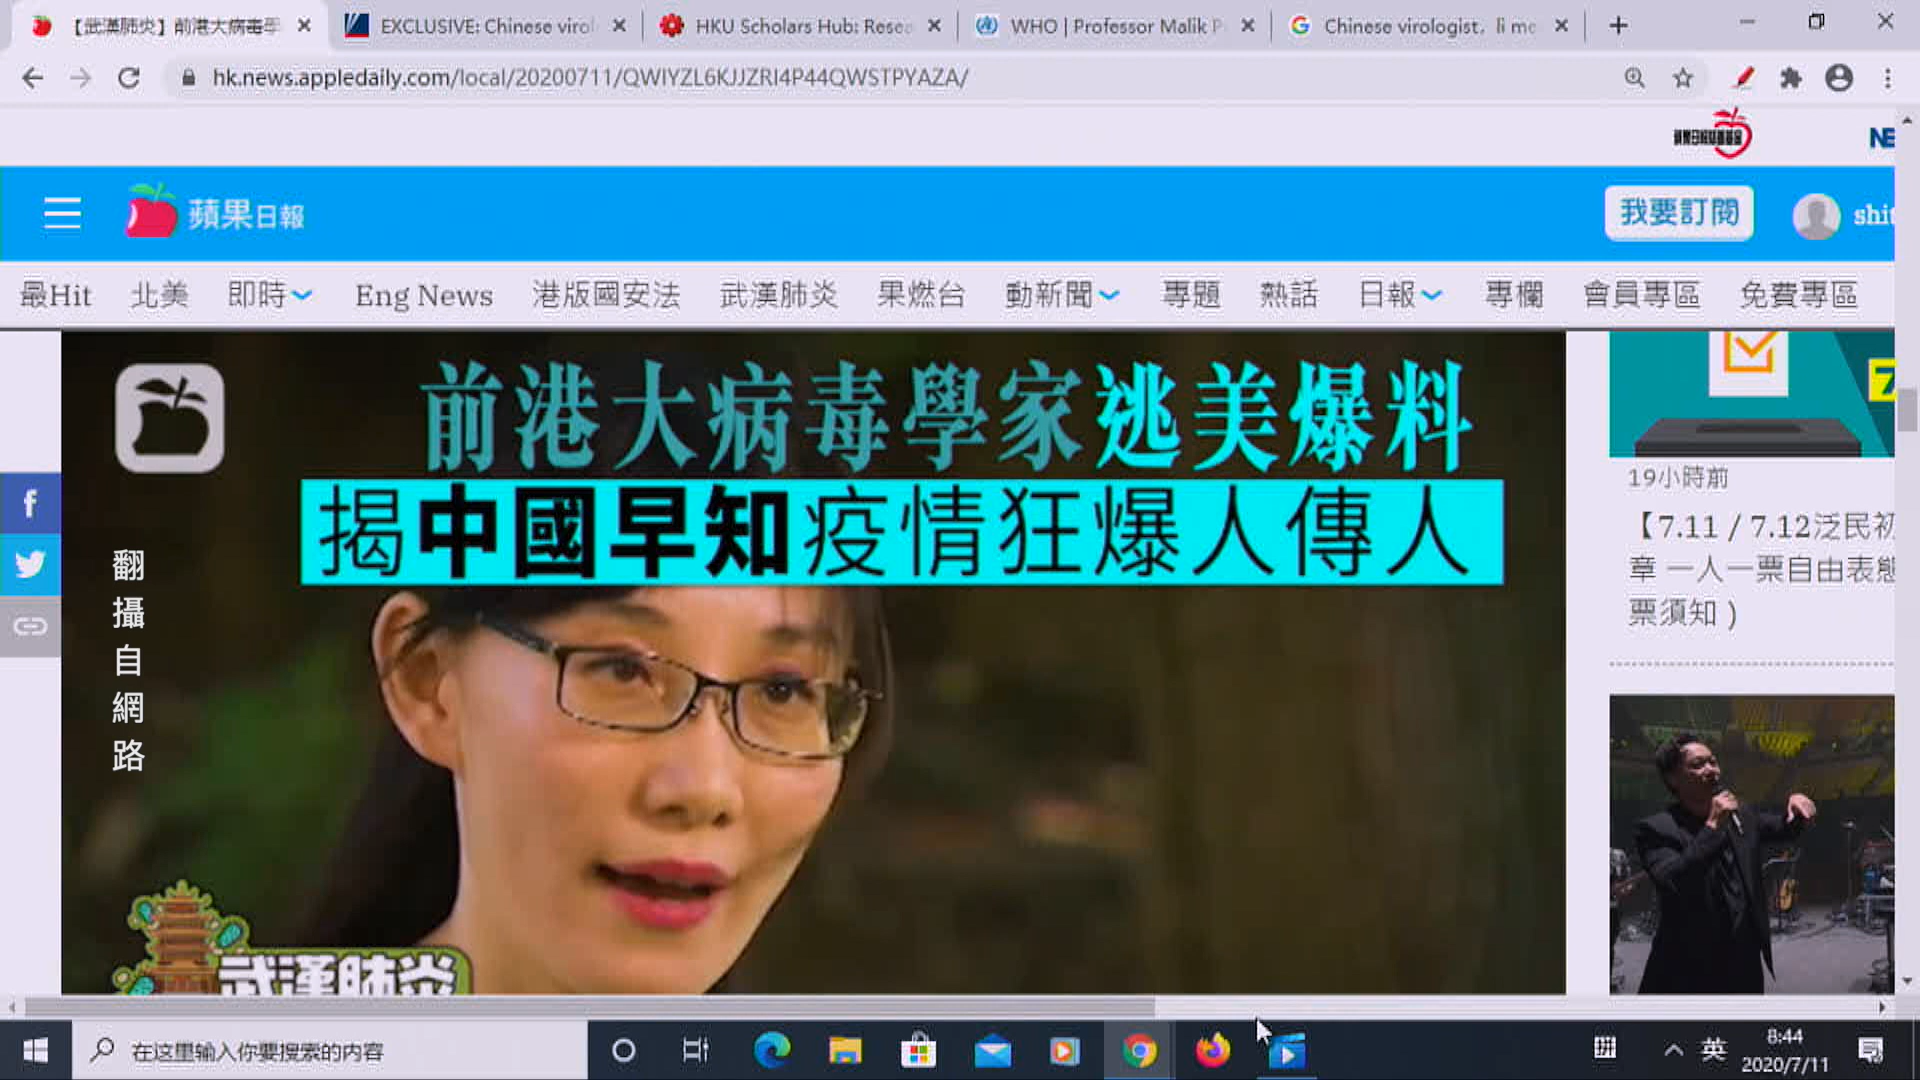 【武漢肺炎】前港大病毒學
EXCLUSIVE: Chinese virol
HKU Scholars Hub: Resea
WHO | Professor Malik P
Chinese virologist, li me
hk.news.appledaily.com/local/20200711/QWIYZL6KJJZRI4P44QWSTPYAZA/
NE
蘋果日報
我要訂閱
shit
最Hit 北美 即時 Eng News 港版國安法 武漢肺炎 果燃台 動新聞 專題 熱話 日報 專欄 會員專區 免費專區
前港大病毒學家逃美爆料
揭中國早知疫情狂爆人傳人
翻攝自網路
武漢肺炎
7
19小時前
【7.11 / 7.12泛民初
章 一人一票自由表態
票須知 )
在这里输入你要搜索的内容
英
8:44
2020/7/11